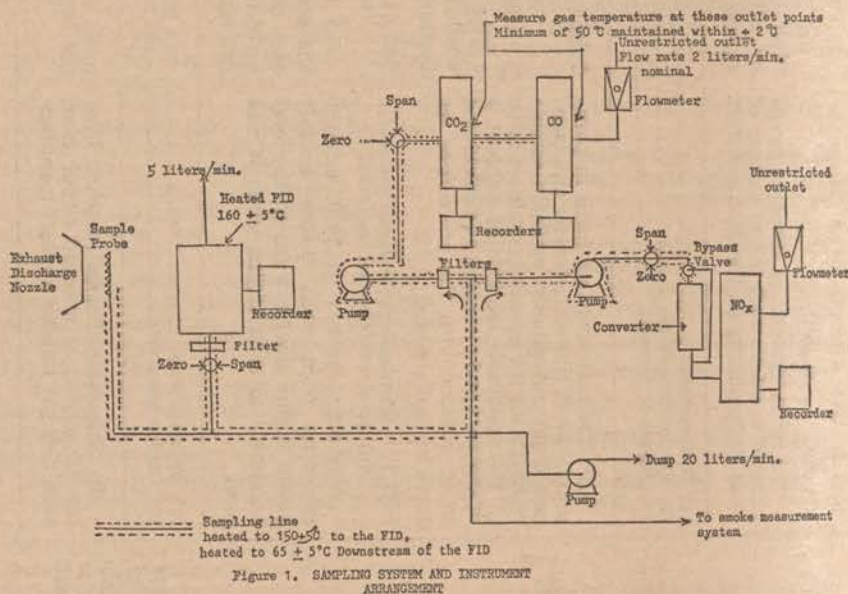 Measure gas temperature at these outlet points
Minimum of 50°C maintained within + 2°C
Unrestricted outlet
Flow rate 2 liters/min.
nominal
Flowmeter
Span
Zero
CO₂
CO
5 liters/min.
Heated FID
160 ± 5°C
Sample
Probe
Exhaust
Discharge
Nozzle
Recorder
Filter
Zero
Span
Recorders
Filters
Pump
Span
Zero
Pump
Bypass
Valve
Unrestricted
outlet
Flowmeter
Converter
NOx
Recorder
Dump 20 liters/min.
Pump
To smoke measurement
system
Sampling line
heated to 150±5C to the FID,
heated to 65 ± 5°C Downstream of the FID
Figure 1. SAMPLING SYSTEM AND INSTRUMENT
ARRANGEMENT